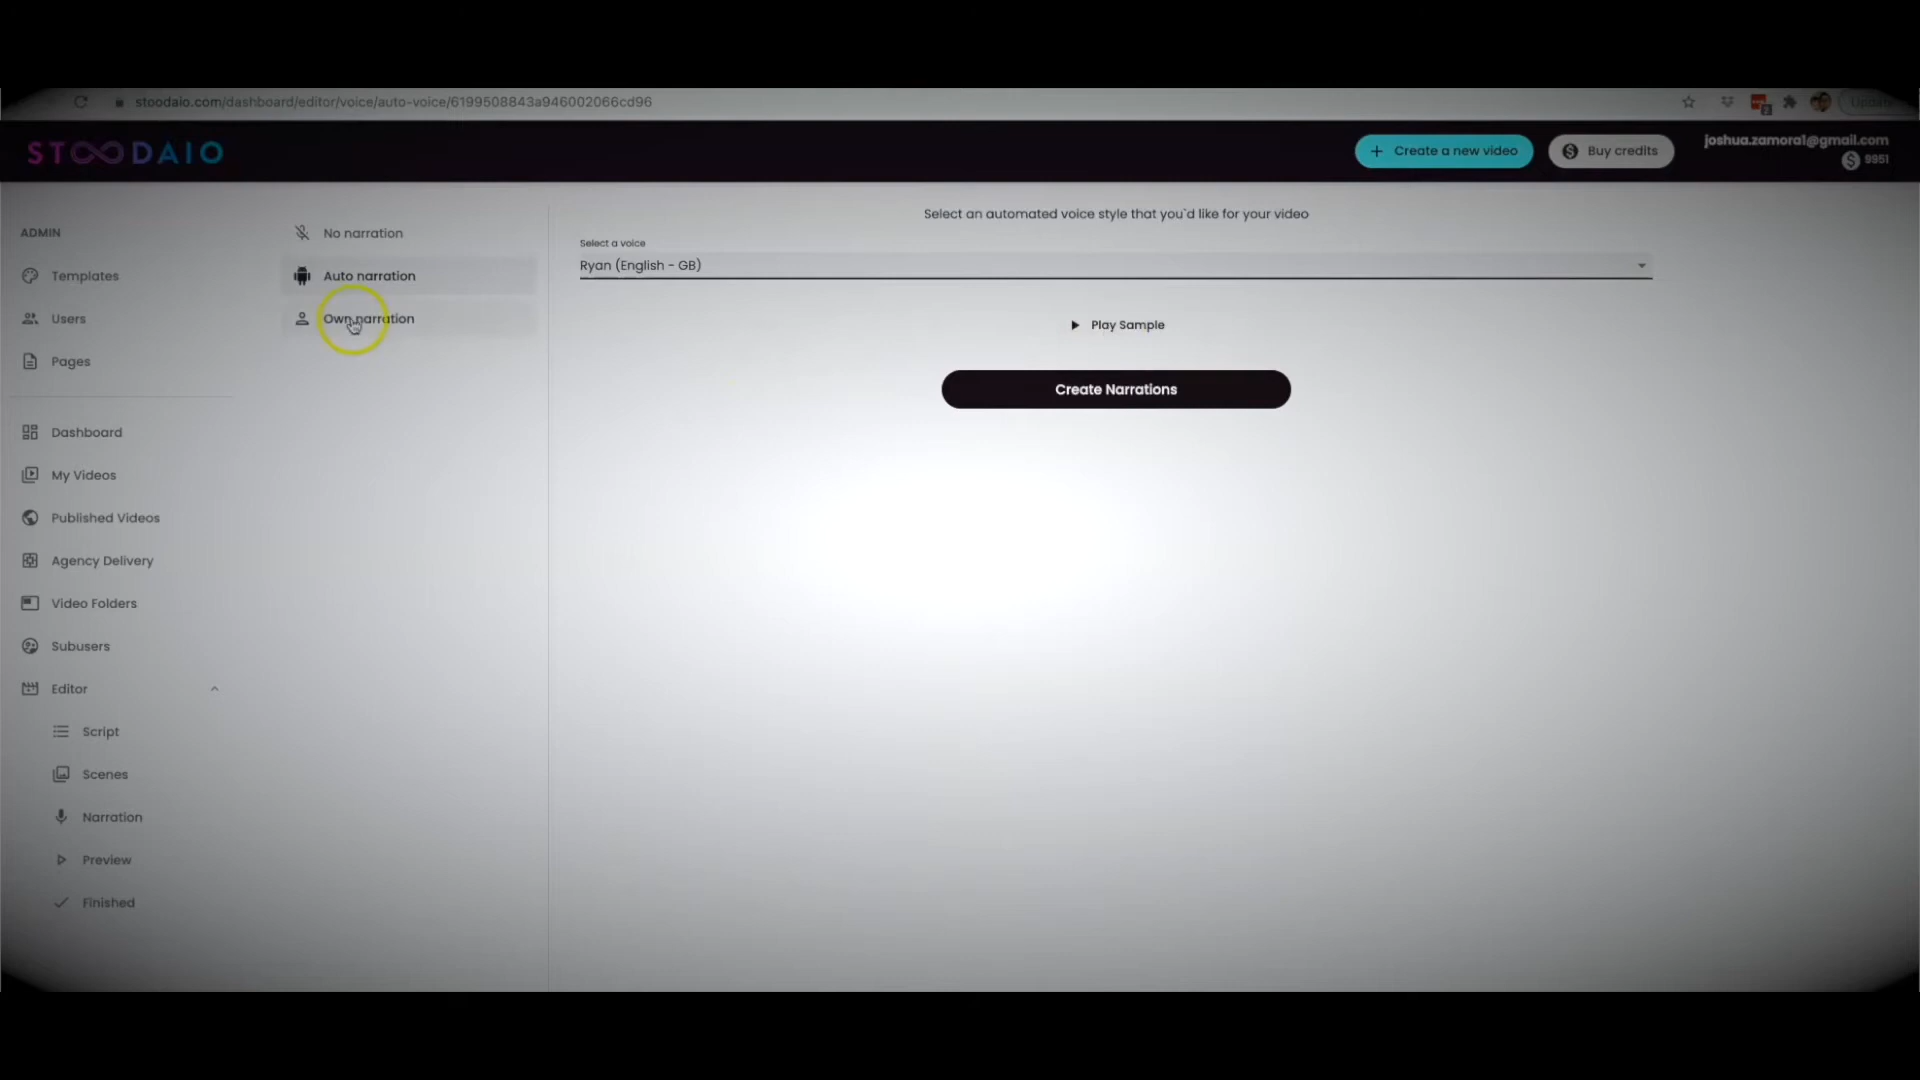 stoodaio.com/dashboard/editor/voice/auto-voice/6199508843a946002066cd96
STOODAIO
Create a new video
Buy credits
joshua.zamora1@gmail.com
9951
ADMIN
Templates
Users
Pages
Dashboard
My Videos
Published Videos
Agency Delivery
Video Folders
Subusers
Editor
Script
Scenes
Narration
Preview
Finished
No narration
Auto narration
Own narration
Select an automated voice style that you`d like for your video
Select a voice
Ryan (English - GB)
Play Sample
Create Narrations